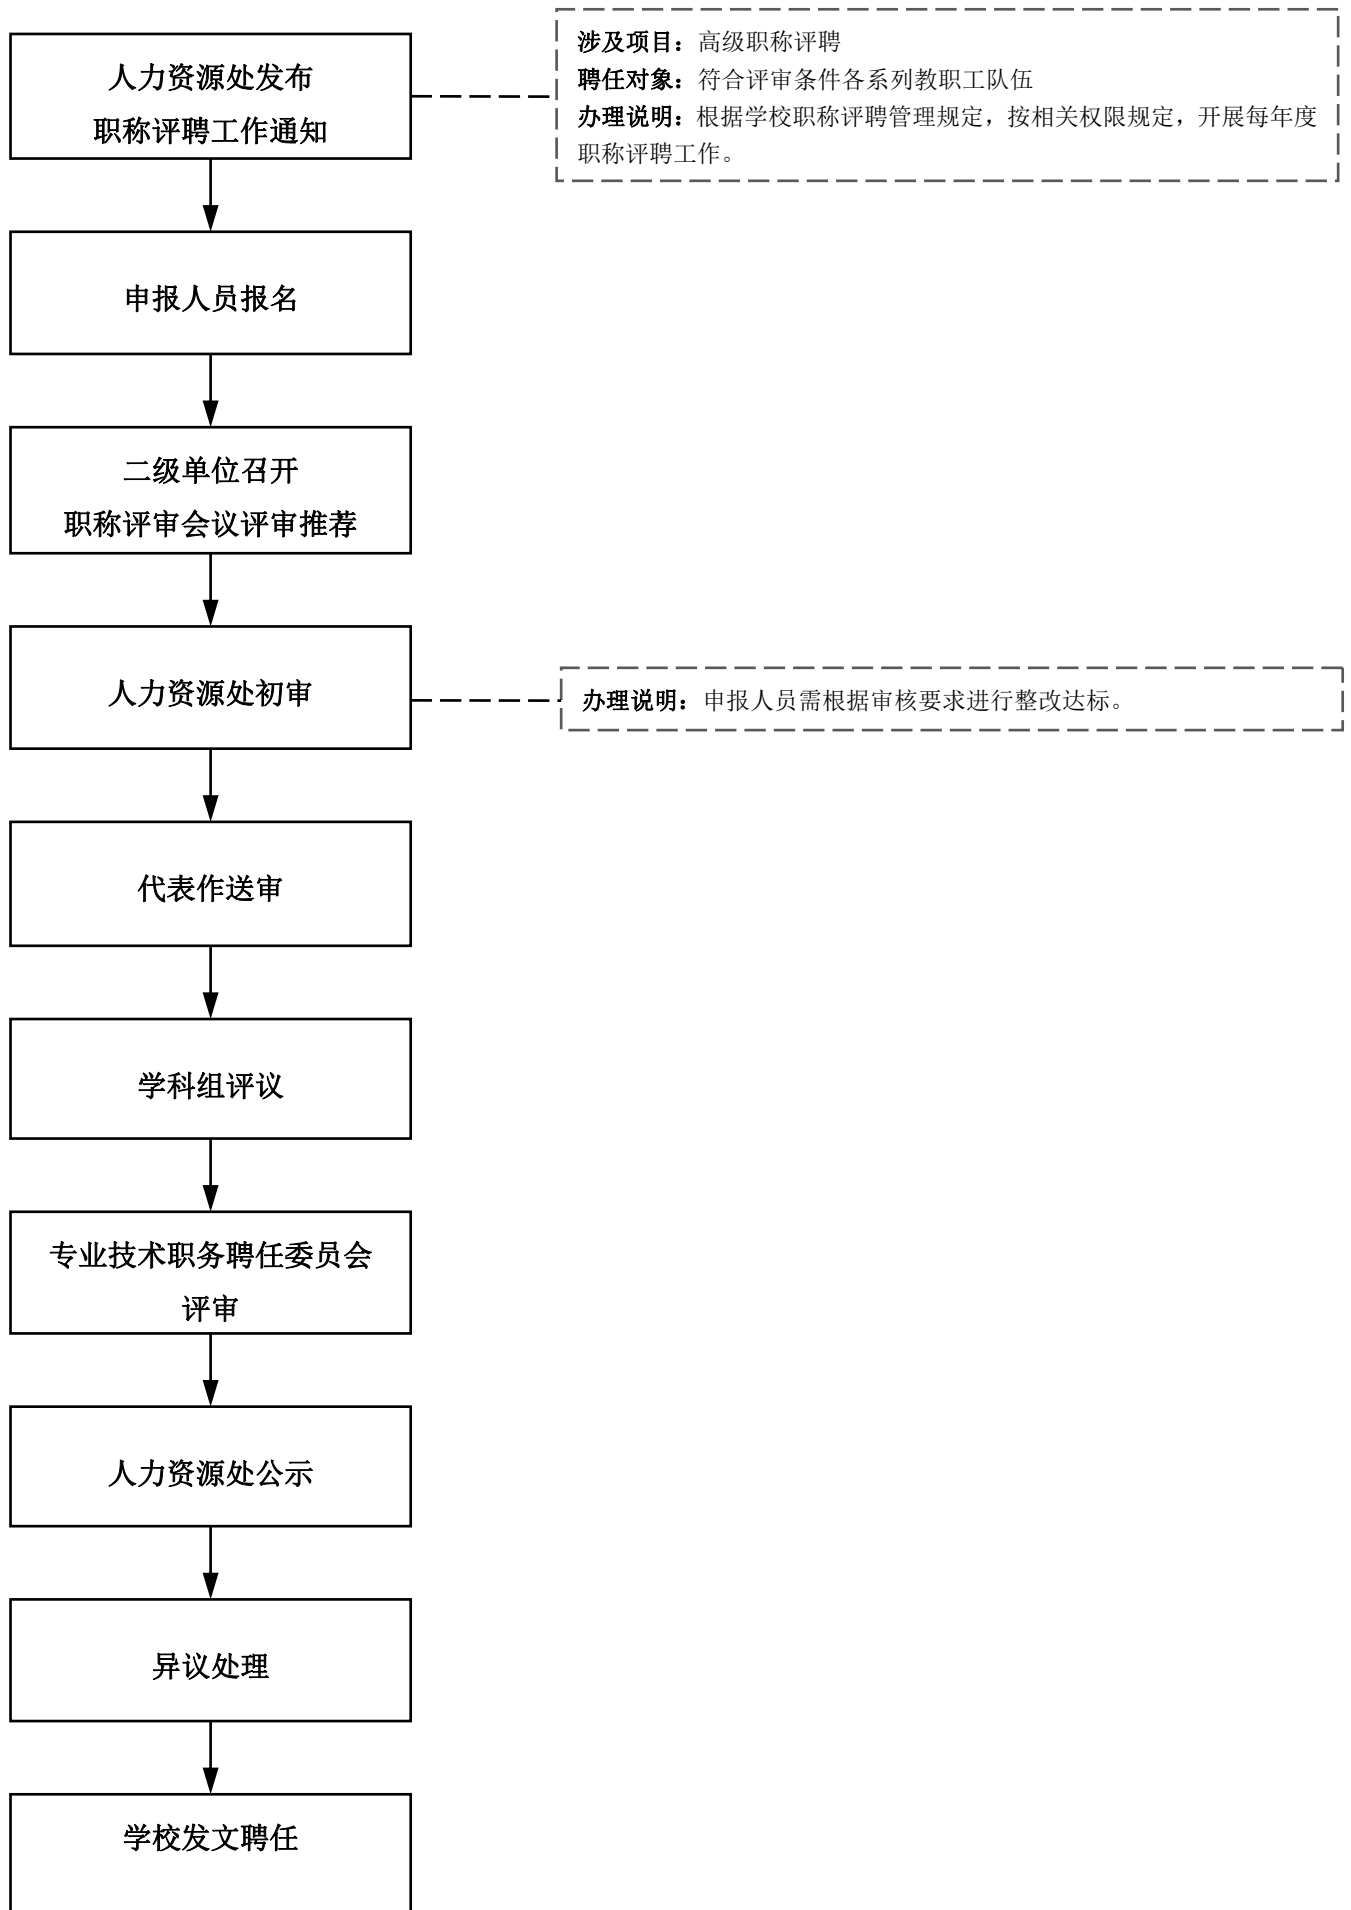 人力资源处发布
职称评聘工作通知
涉及项目：高级职称评聘
聘任对象：符合评审条件各系列教职工队伍
办理说明：根据学校职称评聘管理规定，按相关权限规定，开展每年度
职称评聘工作。
申报人员报名
二级单位召开
职称评审会议评审推荐
人力资源处初审
办理说明：申报人员需根据审核要求进行整改达标。
代表作送审
学科组评议
专业技术职务聘任委员会
评审
人力资源处公示
异议处理
学校发文聘任